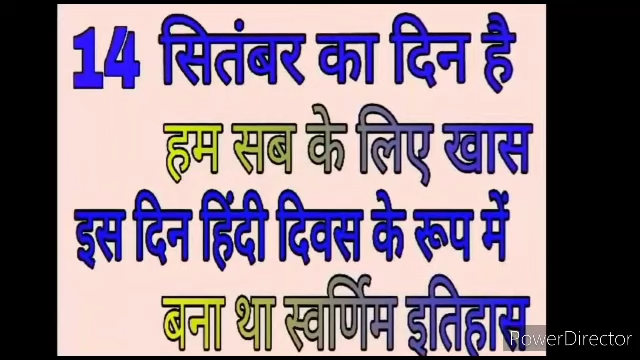 14 सितंबर का दिन है
हम सब के लिए खास
इस दिन हिंदी दिवस के रूप में
बना था स्वर्णिम इतिहास
PowerDirector